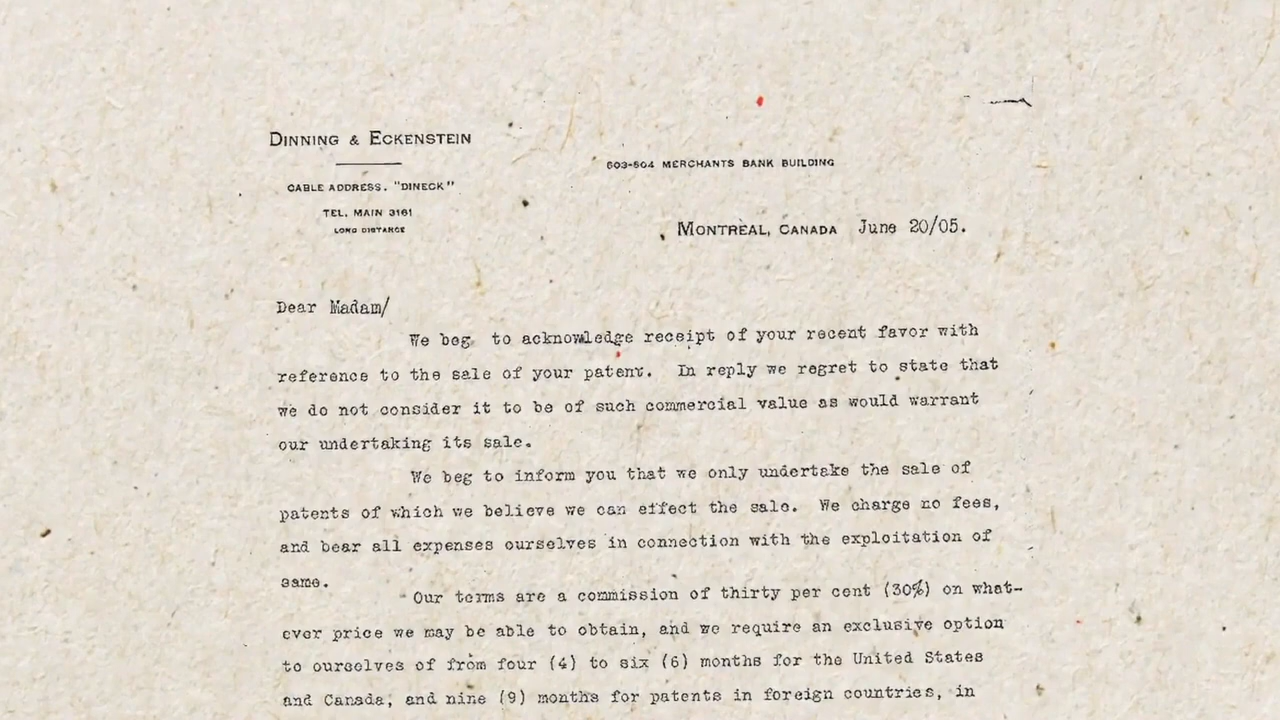 DINNING & ECKENSTEIN
CABLE ADDRESS. "DINECK"
TEL. MAIN 3161
LONG DISTANCE
603-604 MERCHANTS BANK BUILDING
MONTREAL, CANADA June 20/05.
Dear Madam/
We beg to acknowledge receipt of your recent favor with
reference to the sale of your patent. In reply we regret to state that
we do not consider it to be of such commercial value as would warrant
our undertaking its sale.
We beg to inform you that we only undertake the sale of
patents of which we believe we can effect the sale. We charge no fees,
and bear all expenses ourselves in connection with the exploitation of
same.
Our terms are a commission of thirty per cent (30%) on what-
ever price we may be able to obtain, and we require an exclusive option
to ourselves of from four (4) to six (6) months for the United States
and Canada, and nine (9) months for patents in foreign countries, in